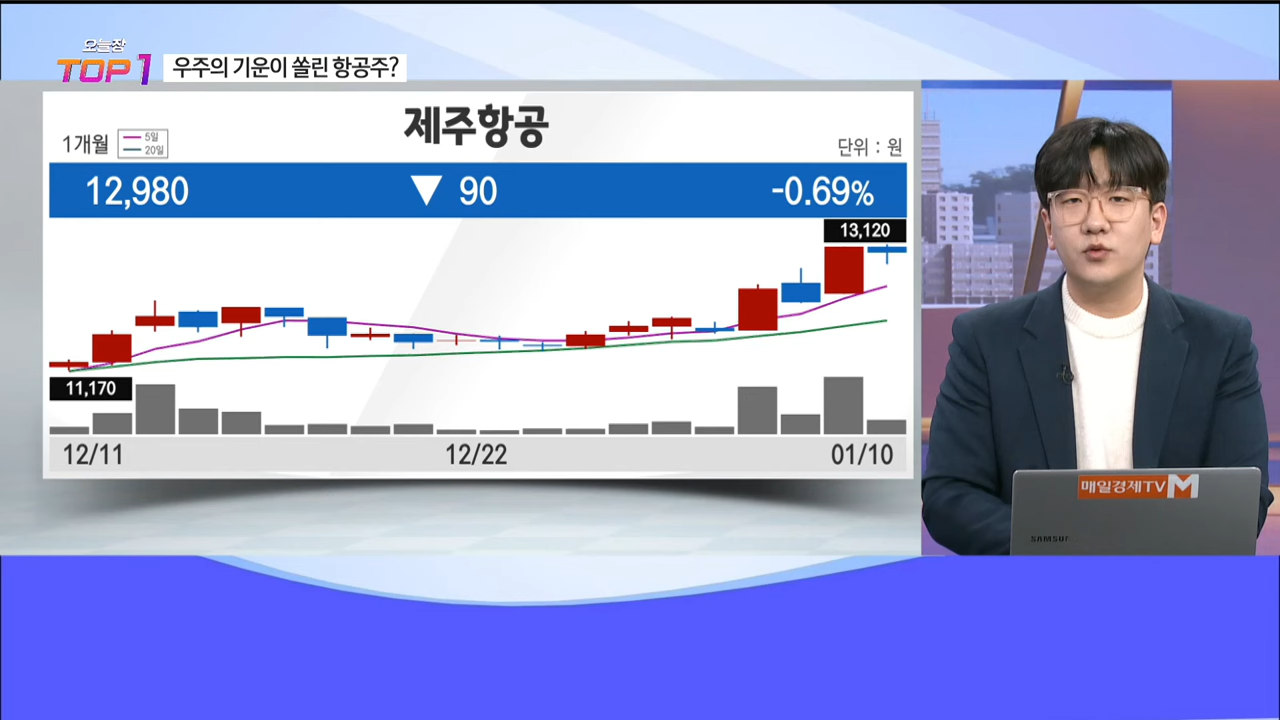 오늘장
TOP 1
우주의 기운이 쏠린 항공주?
제주항공
1개월
5일
20일
단위 : 원
12,980 ▼ 90 -0.69%
13,120
11,170
12/11 12/22 01/10
매일경제TV M
SAMSUNG